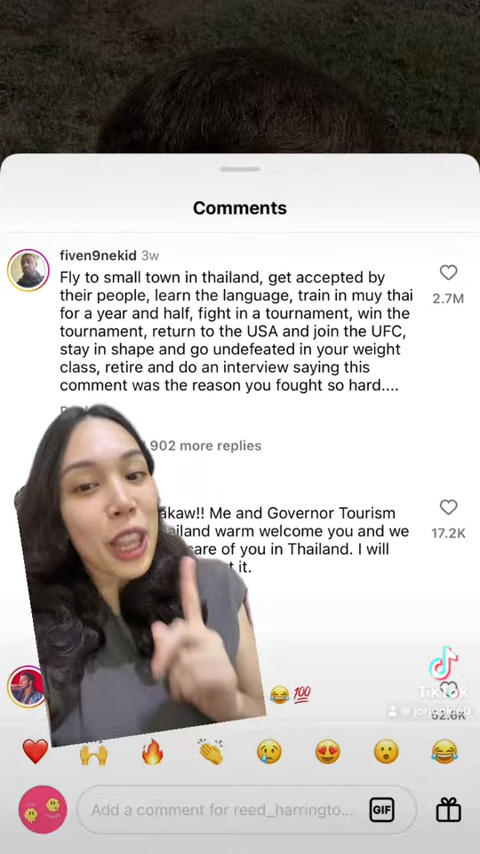 Comments
fiven9nekid 3w
Fly to small town in thailand, get accepted by
their people, learn the language, train in muy thai
for a year and half, fight in a tournament, win the
tournament, return to the USA and join the UFC,
stay in shape and go undefeated in your weight
class, retire and do an interview saying this
comment was the reason you fought so hard....
2.7M
902 more replies
Me and Governor Tourism
warm welcome you and we
care of you in Thailand. I will
it.
17.2K
TikTok
62.6K
Add a comment for reed_harringto...
GIF